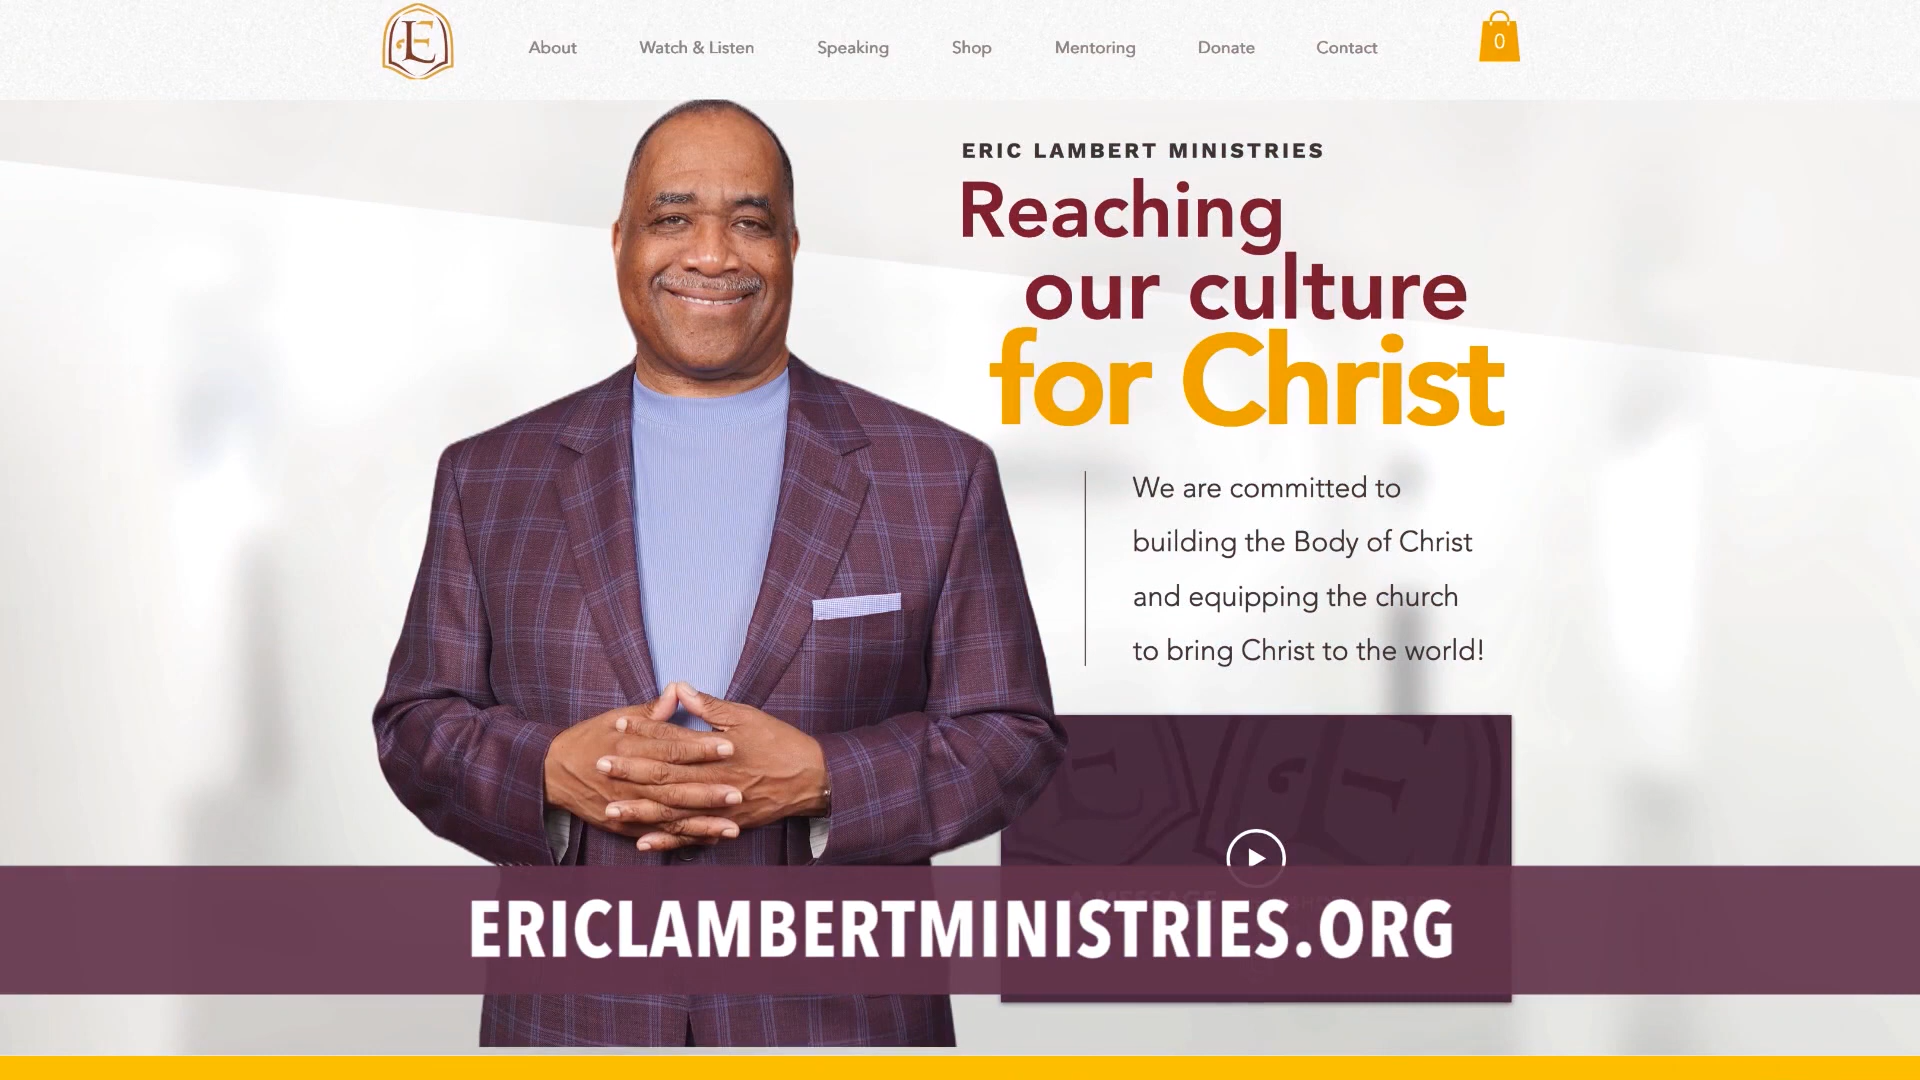 E
About
Watch & Listen
Speaking
Shop
Mentoring
Donate
Contact
0
ERIC LAMBERT MINISTRIES
Reaching
our culture
for Christ
We are committed to
building the Body of Christ
and equipping the church
to bring Christ to the world!
ERICLAMBERTMINISTRIES.ORG